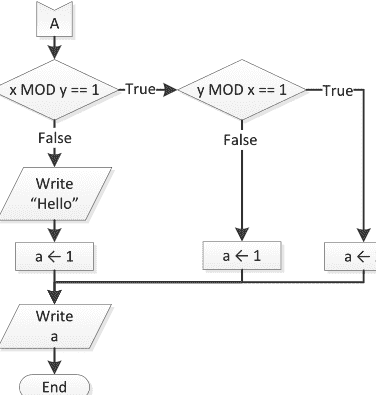 A
x MOD y == 1
True
y MOD x == 1
True
False
False
Write
“Hello”
a ← 1
a ← 1
a ←
Write
a
End